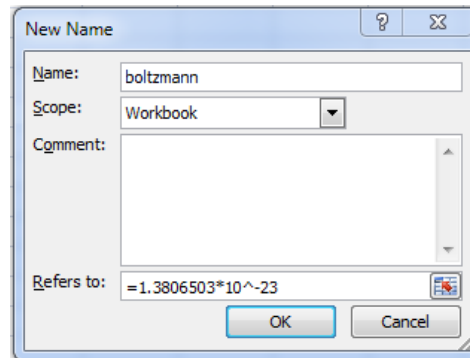 New Name
Name: boltzmann
Scope: Workbook
Comment:
Refers to: =1.3806503*10^-23
OK Cancel